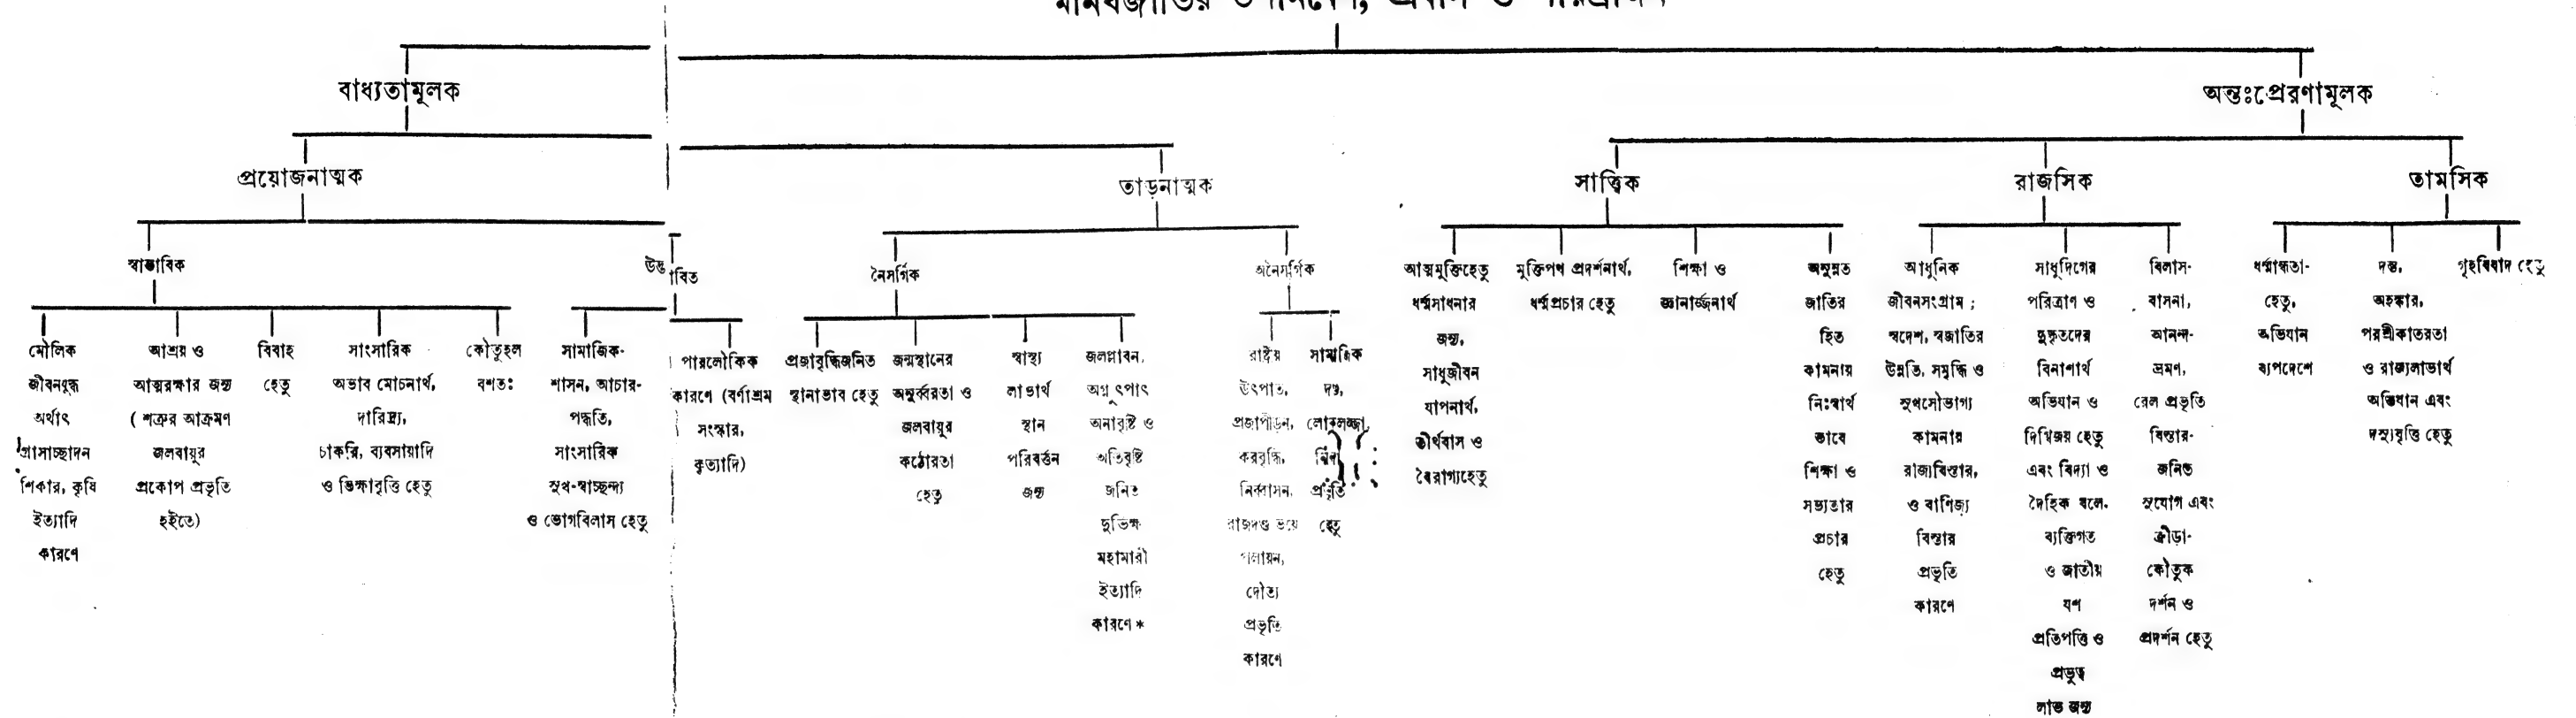 মানবজাতির উপনিবেশ, প্রবাস ও
বাধ্যতামূলক
অন্তঃপ্রেরণামূলক
প্রয়োজনাত্মক
তাড়নাত্মক
সাত্ত্বিক
রাজসিক
তামসিক
স্বাভাবিক
উদ্ভাবিত
নৈসর্গিক
অনৈসর্গিক
মৌলিক
জীবনযুদ্ধ
অর্থাৎ
গ্রাসাচ্ছাদন
শিকার, কৃষি
ইত্যাদি
কারণে
আশ্রয় ও
আত্মরক্ষার জন্য
( শত্রুর আক্রমণ
জলবায়ুর
প্রকোপ প্রভৃতি
হইতে)
বিবাহ
হেতু
সাংসারিক
অভাব মোচনার্থ,
দারিদ্র্য,
চাকরি, ব্যবসায়াদি
ও ভিক্ষাবৃত্তি হেতু
কৌতুহল
বশতঃ
সামাজিক-
শাসন, আচার-
পদ্ধতি,
সাংসারিক
সুখ-স্বাচ্ছন্দ্য
ও ভোগবিলাস হেতু
পারলৌকিক
কারণে (বর্ণাশ্রম
সংস্কার,
কৃত্যাদি)
প্রজাবৃদ্ধিজনিত
স্থানাভাব হেতু
জন্মস্থানের
অনুর্ব্বরতা ও
জলবায়ুর
কঠোরতা
হেতু
স্বাস্থ্য
লাভার্থ
স্থান
পরিবর্ত্তন
জন্য
জলপ্লাবন,
অগ্ন্যুৎপাৎ
অনাবৃষ্টি ও
অতিবৃষ্টি
জনিত
দুর্ভিক্ষ
মহামারী
ইত্যাদি
কারণে *
রাষ্ট্রীয়
উৎপাত,
প্রজাপীড়ন,
করবৃদ্ধি,
নির্ব্বাসন,
রাজদণ্ড ভয়ে
পলায়ন,
দৌত্য
প্রভৃতি
কারণে
সামাজিক
দণ্ড,
লোকলজ্জা,
প্রভৃতি
হেতু
আত্মমুক্তিহেতু
ধর্ম্মসাধনার
জন্য,
সাধুজীবন
যাপনার্থ,
তীর্থবাস ও
বৈরাগ্যহেতু
মুক্তিপথ প্রদর্শনার্থ,
ধর্ম্মপ্রচার হেতু
শিক্ষা ও
জ্ঞানার্জ্জনার্থ
অনুন্নত
জাতির
হিত
কামনায়
নিঃস্বার্থ
ভাবে
শিক্ষা ও
সভ্যতার
প্রচার
হেতু
আধুনিক
জীবনসংগ্রাম ;
স্বদেশ, স্বজাতির
উন্নতি, সমৃদ্ধি ও
সুখসৌভাগ্য
কামনায়
রাজ্যবিস্তার,
ও বাণিজ্য
বিস্তার
প্রভৃতি
কারণে
সাধুদিগের
পরিত্রাণ ও
দুষ্কৃতদের
বিনাশার্থ
অভিযান ও
দিগ্বিজয় হেতু
এবং বিদ্যা ও
দৈহিক বলে.
ব্যক্তিগত
ও জাতীয়
যশ
প্রতিপত্তি ও
প্রভুত্ব
লাভ জন্য
বিলাস-
বাসনা,
আনন্দ-
ভ্রমণ,
রেল প্রভৃতি
বিস্তার-
জনিত
সুযোগ এবং
ক্রীড়া-
কৌতুক
দর্শন ও
প্রদর্শন হেতু
ধর্ম্মান্ধতা-
হেতু,
অভিযান
ব্যপদেশে
দম্ভ,
অহঙ্কার,
পরশ্রীকাতরতা
ও রাজ্যলাভার্থ
অভিযান এবং
দস্যুবৃত্তি হেতু
গৃহবিবাদ হেতু